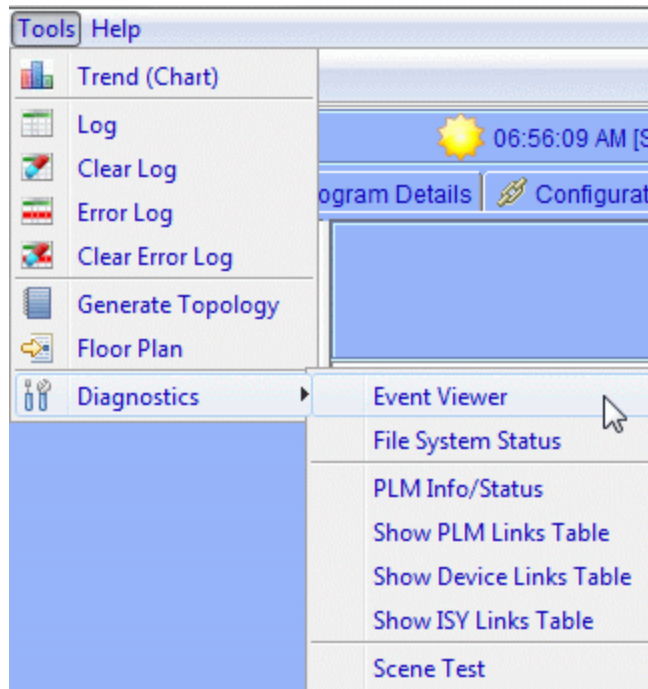 Tools Help
Trend (Chart)
Log
06:56:09 AM [S
Clear Log
ogram Details Configurat
Error Log
Clear Error Log
Generate Topology
Floor Plan
Diagnostics
Event Viewer
File System Status
PLM Info/Status
Show PLM Links Table
Show Device Links Table
Show ISY Links Table
Scene Test